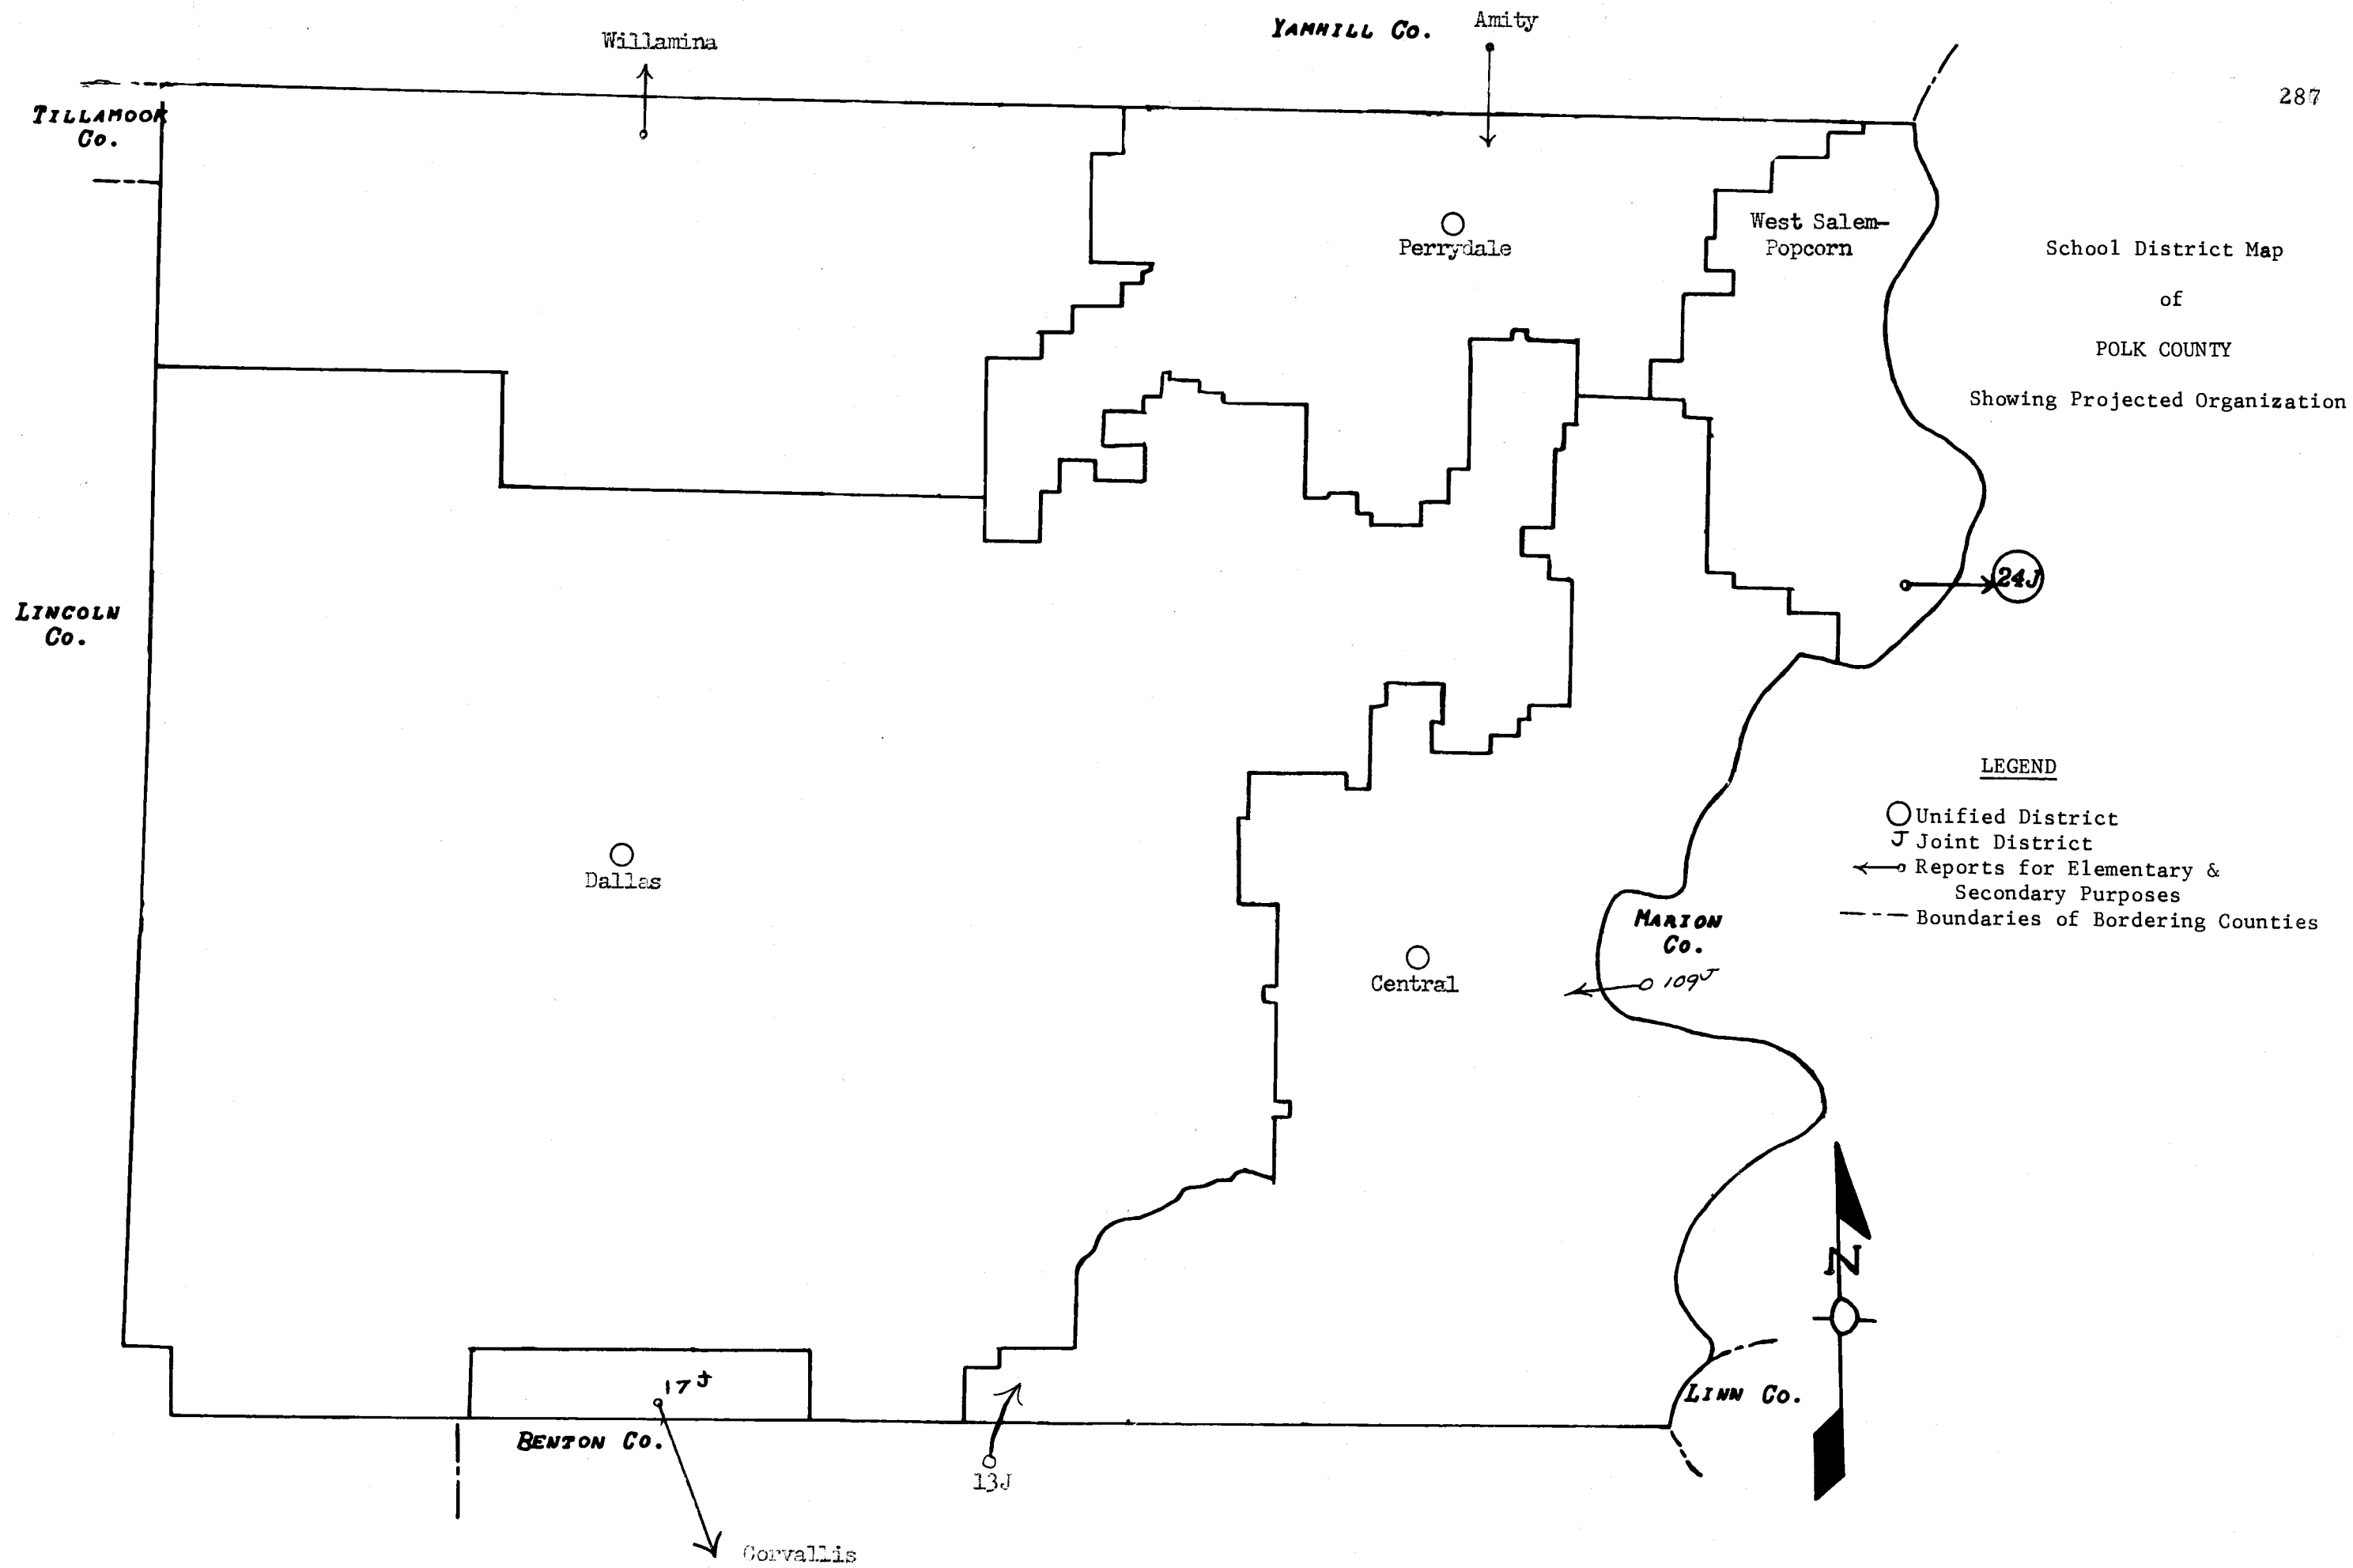 Willamina
YAMHILL CO.
Amity
287
TILLAMOOK
CO.
Perrydale
West Salem-
Popcorn
School District Map
of
POLK COUNTY
Showing Projected Organization
24J
LINCOLN
CO.
LEGEND
Unified District
J Joint District
Reports for Elementary &
Secondary Purposes
Boundaries of Bordering Counties
Dallas
MARION
CO.
Central
109J
N
17J
LINN CO.
BENTON CO.
13J
Corvallis